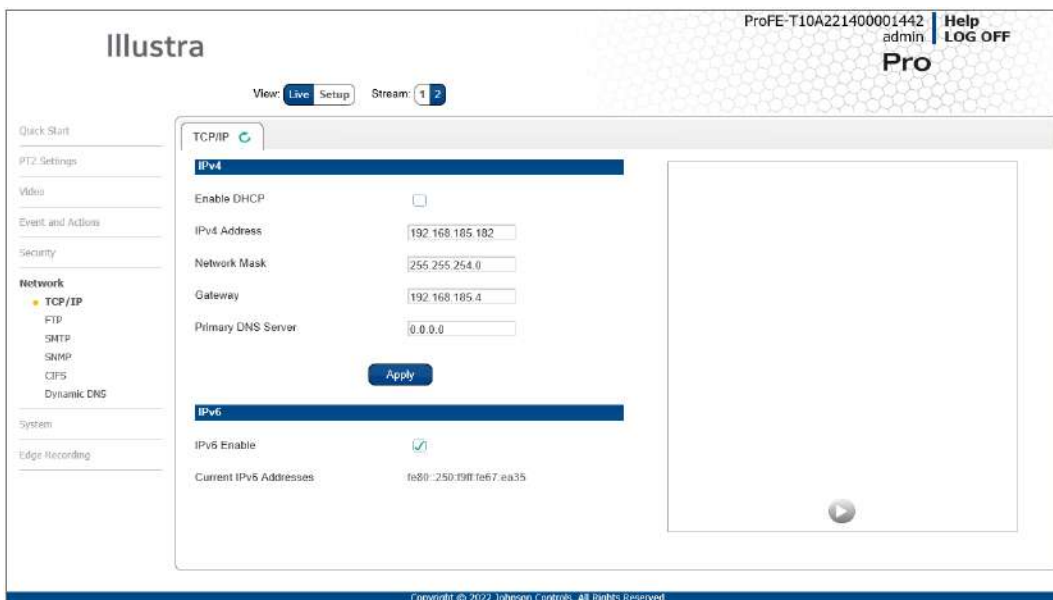 Illustra
ProFE-T10A221400001442
Help
admin
LOG OFF
Pro
View: Live Setup Stream: 1 2
Quick Start
PTZ Settings
Video
Event and Actions
Security
Network
TCP/IP
FTP
SMTP
SNMP
CIFS
Dynamic DNS
System
Edge Recording
TCP/IP
IPv4
Enable DHCP
IPv4 Address 192.168.185.182
Network Mask 255.255.254.0
Gateway 192.168.185.4
Primary DNS Server 0.0.0.0
Apply
IPv6
IPv6 Enable
Current IPv6 Addresses fe80::250:f9ff:fe67:ea35
Copyright © 2022 Johnson Controls. All Rights Reserved.